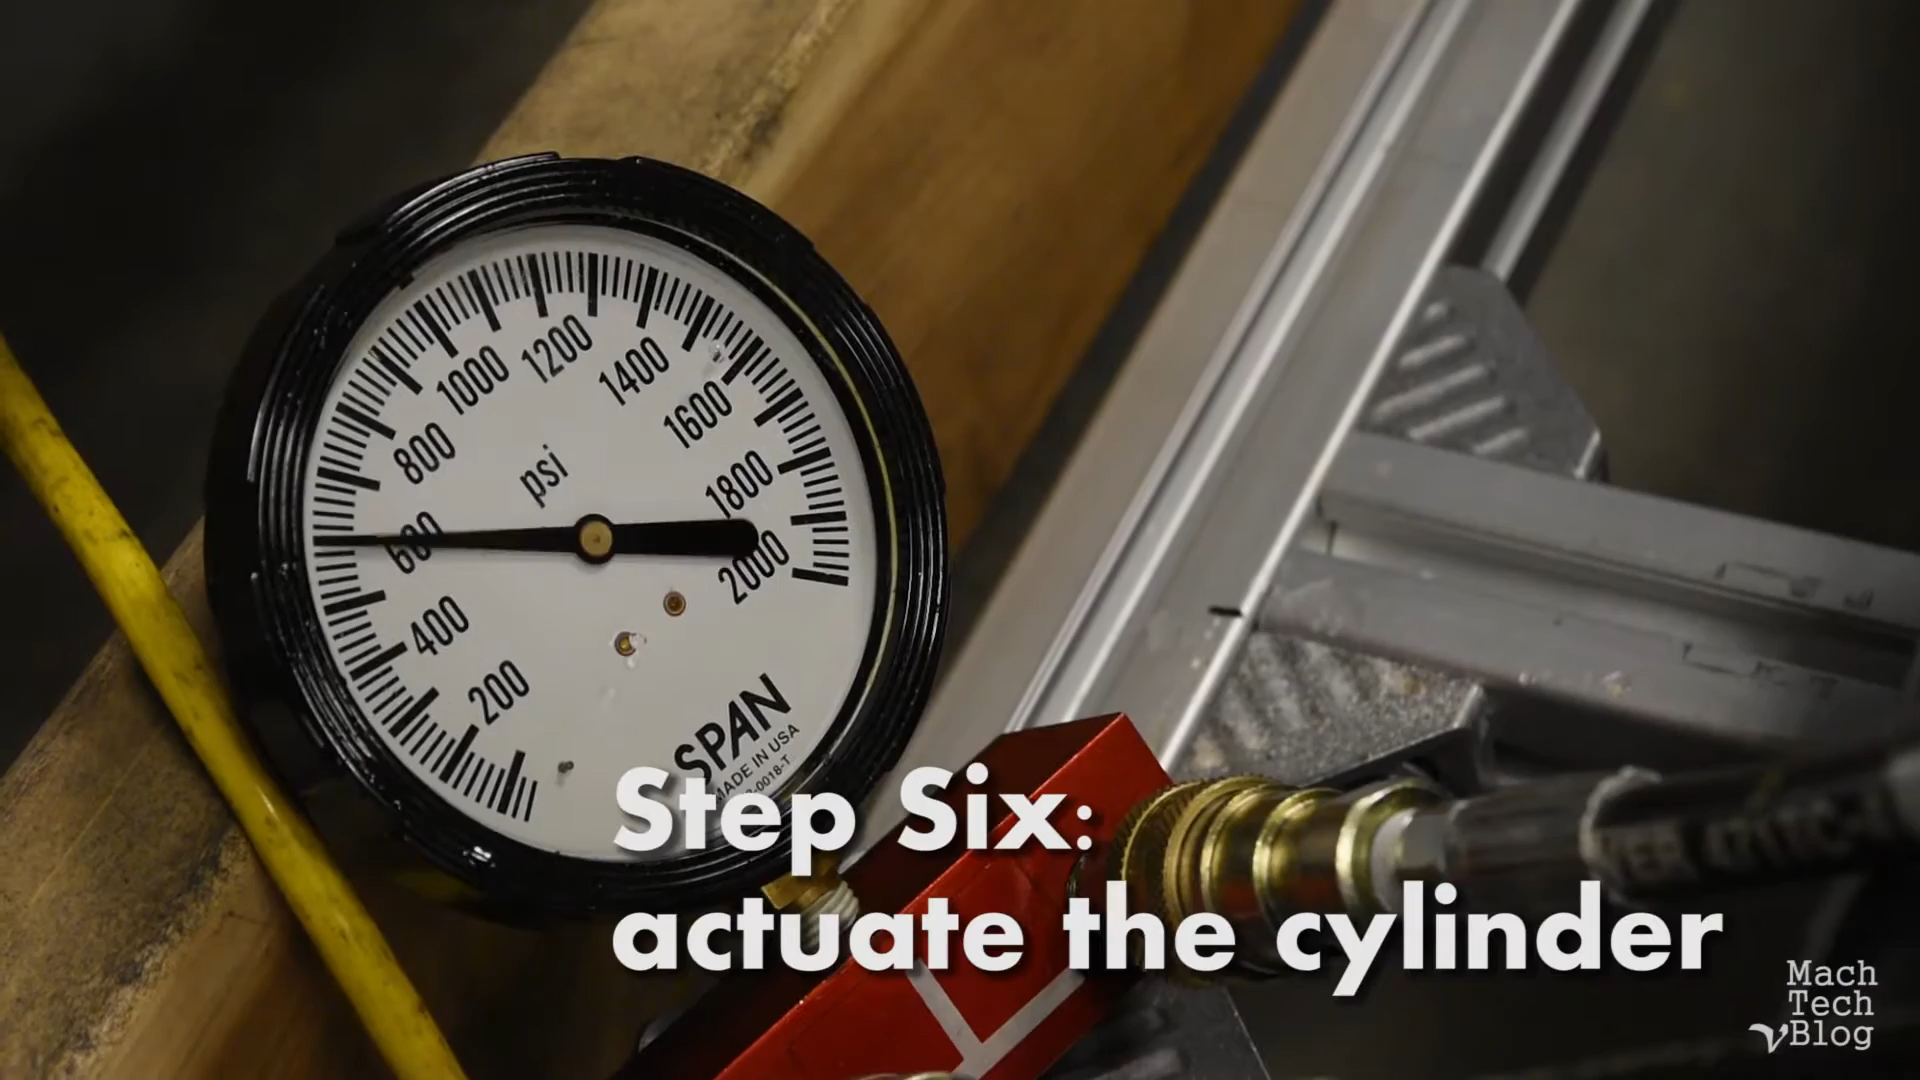 1000
1200
1400
800
1600
psi
1800
600
2000
400
200
SPAN
MADE IN USA
Step Six:
actuate the cylinder
Mach
Tech
Blog